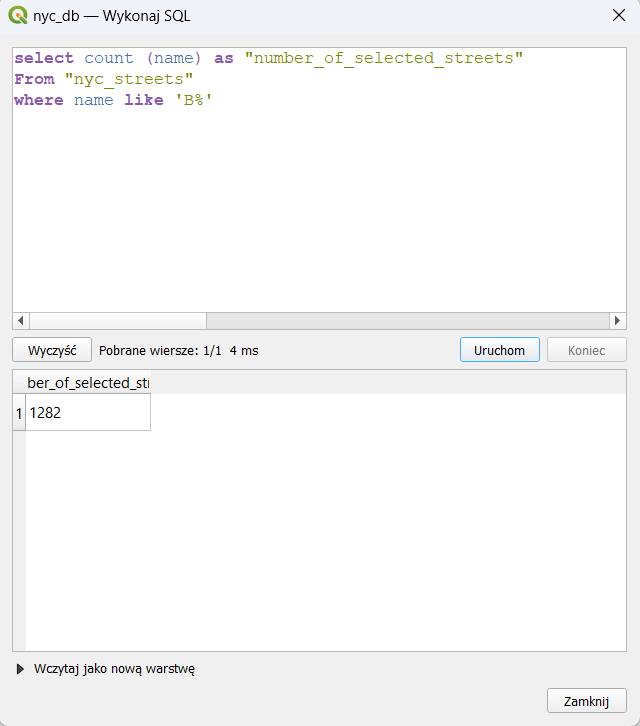 nyc_db — Wykonaj SQL
select count (name) as "number_of_selected_streets"
From "nyc_streets"
where name like 'B%'
Wyczyść Pobrane wiersze: 1/1 4 ms Uruchom Koniec
ber_of_selected_str
1 1282
Wczytaj jako nową warstwę
Zamknij